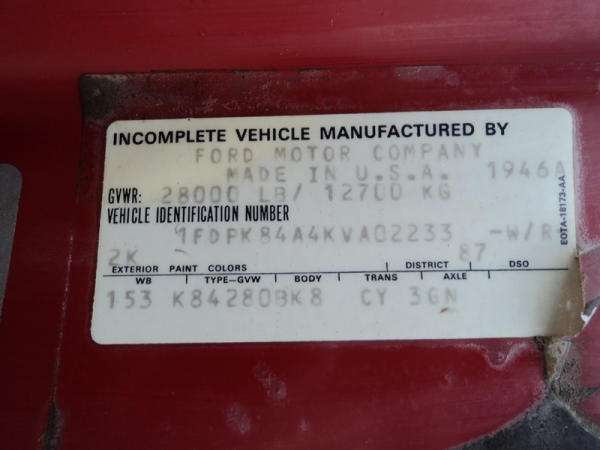 INCOMPLETE VEHICLE MANUFACTURED BY
FORD MOTOR COMPANY
MADE IN U.S.A. 1946A
GVWR: 28000 LB/ 12700 KG
VEHICLE IDENTIFICATION NUMBER
1FDPK84A4KVA02233 -W/R
2K 87
EXTERIOR PAINT COLORS DISTRICT DSO
WB TYPE-GVW BODY TRANS AXLE
153 K84280BK8 CY 3GN
EOTA-18173-AA